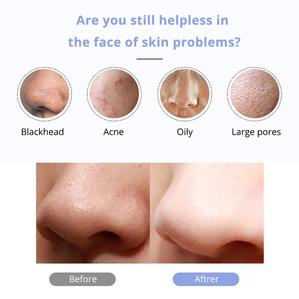 Are you still helpless in
the face of skin problems?
Blackhead Acne Oily Large pores
Before Aftrer